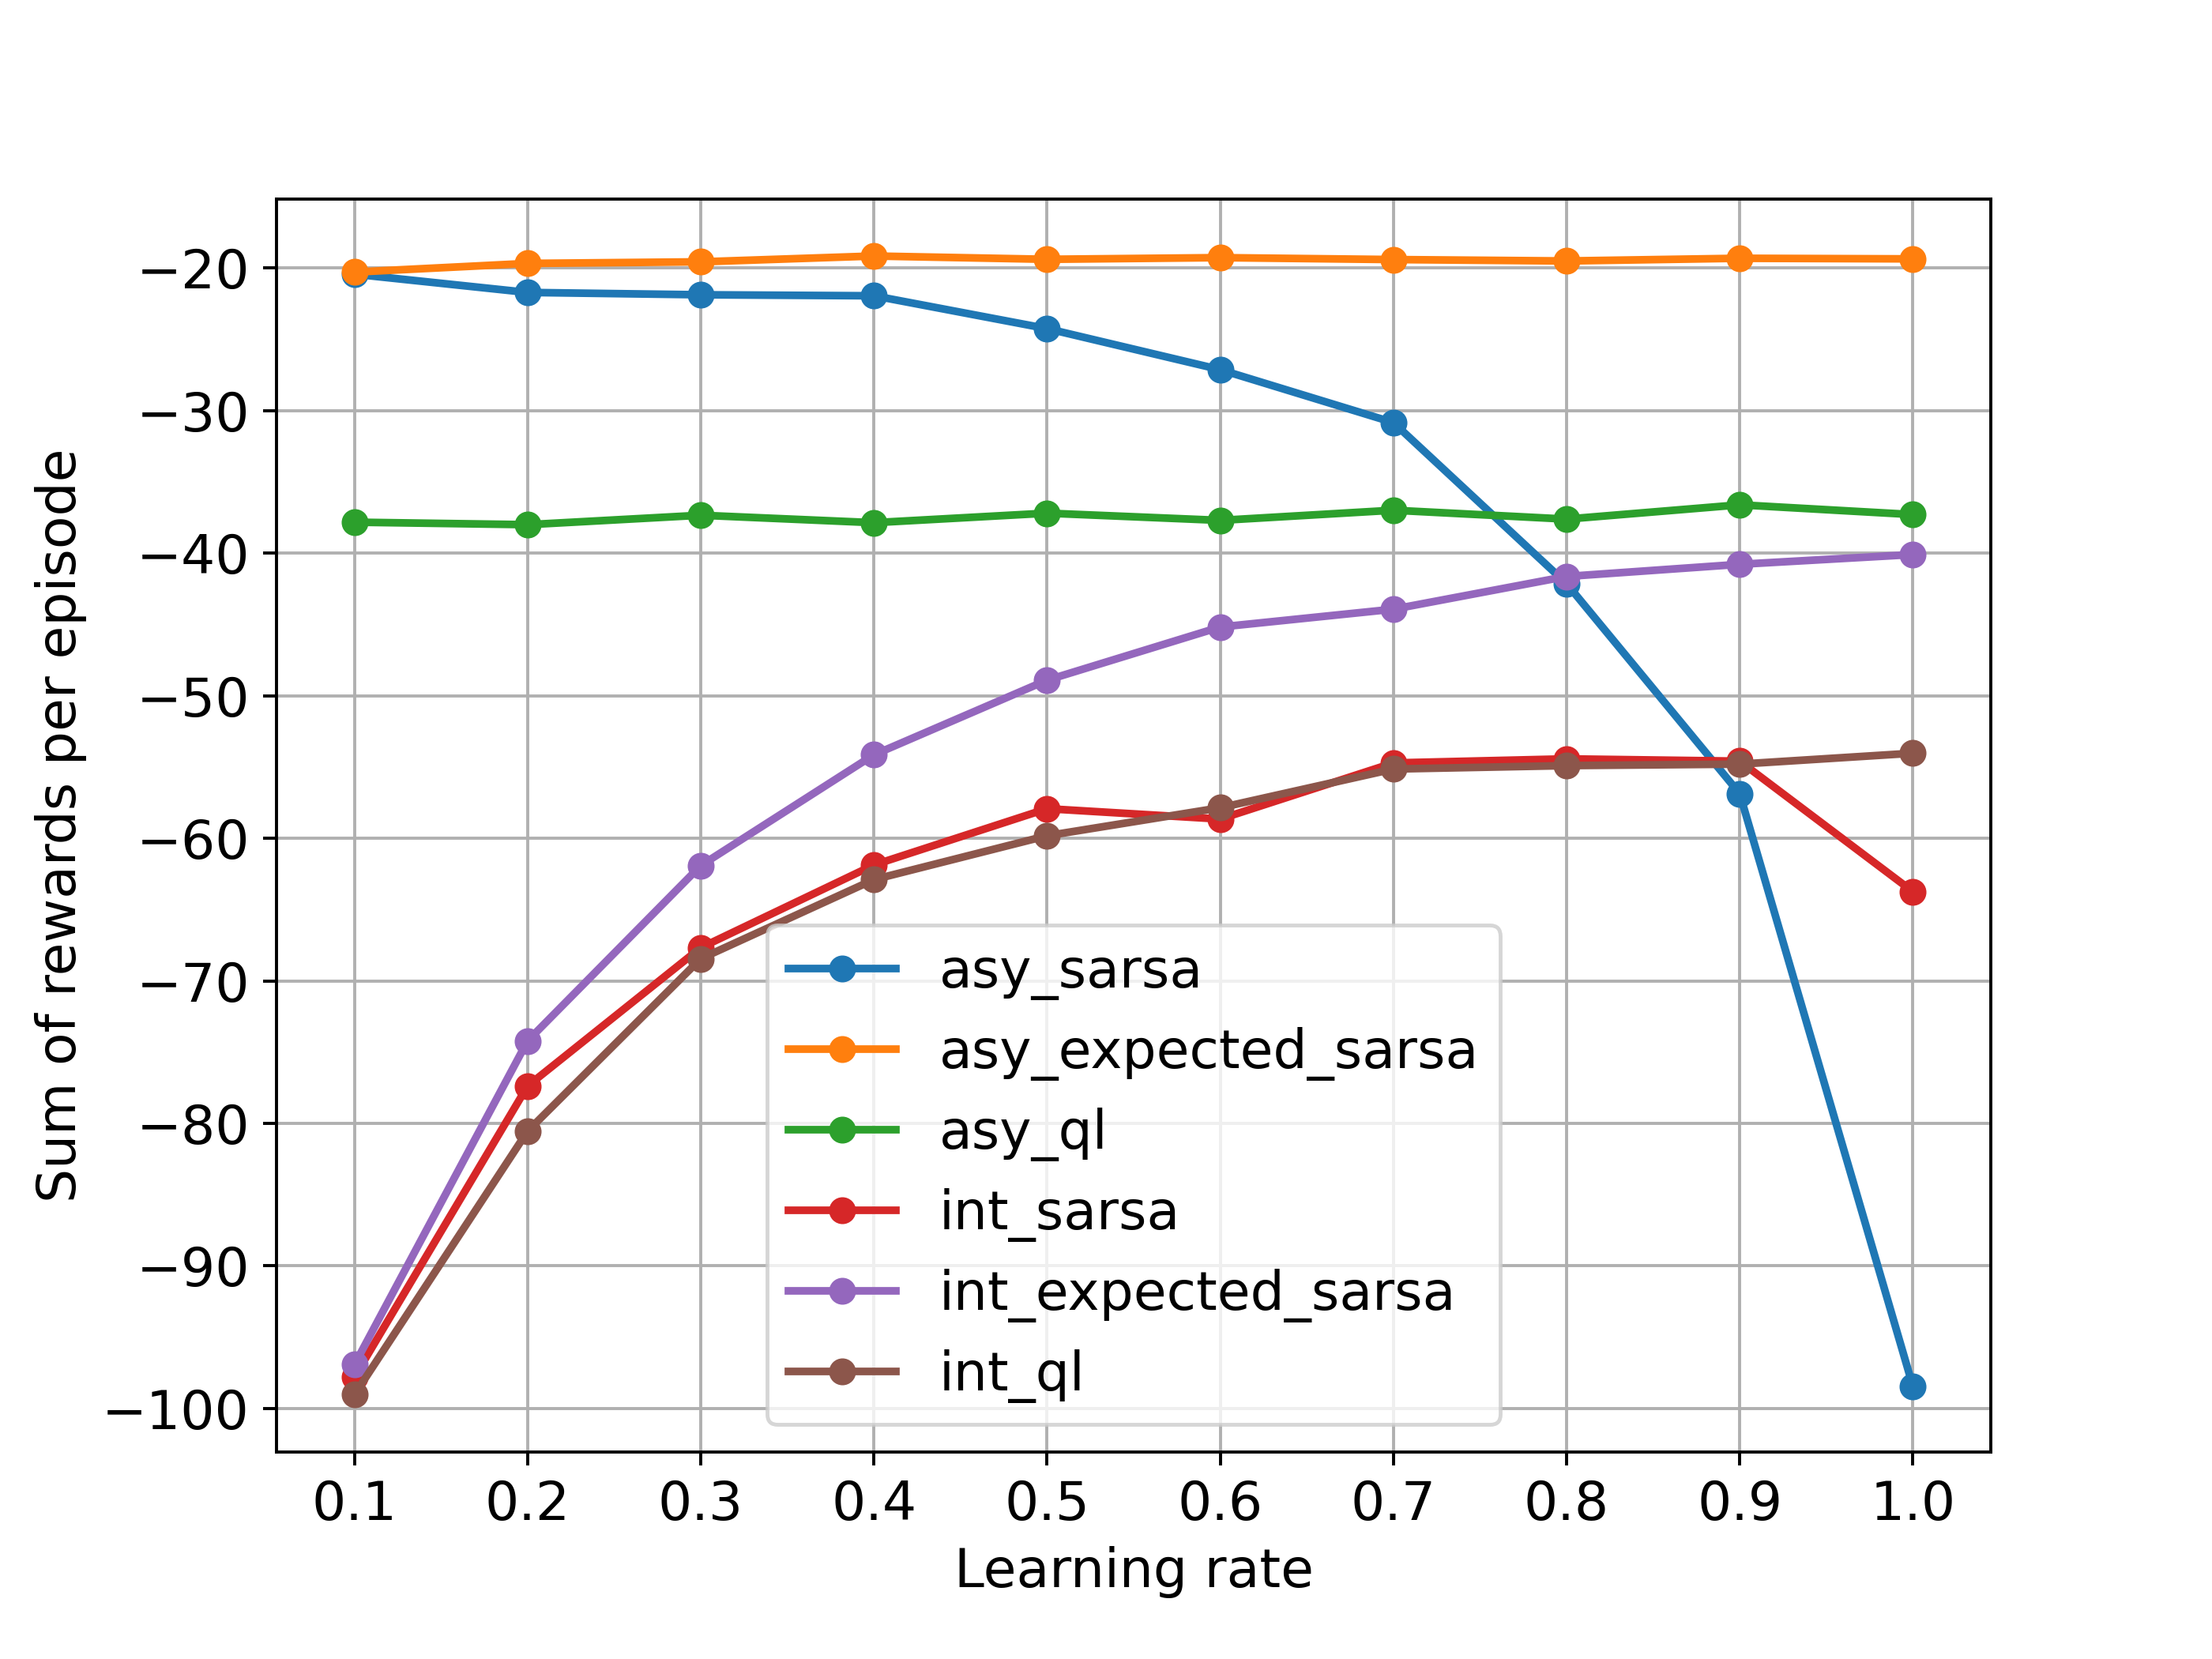 Sum of rewards per episode
−20
−30
−40
−50
−60
−70
−80
−90
−100
asy_sarsa
asy_expected_sarsa
asy_ql
int_sarsa
int_expected_sarsa
int_ql
0.1 0.2 0.3 0.4 0.5 0.6 0.7 0.8 0.9 1.0
Learning rate